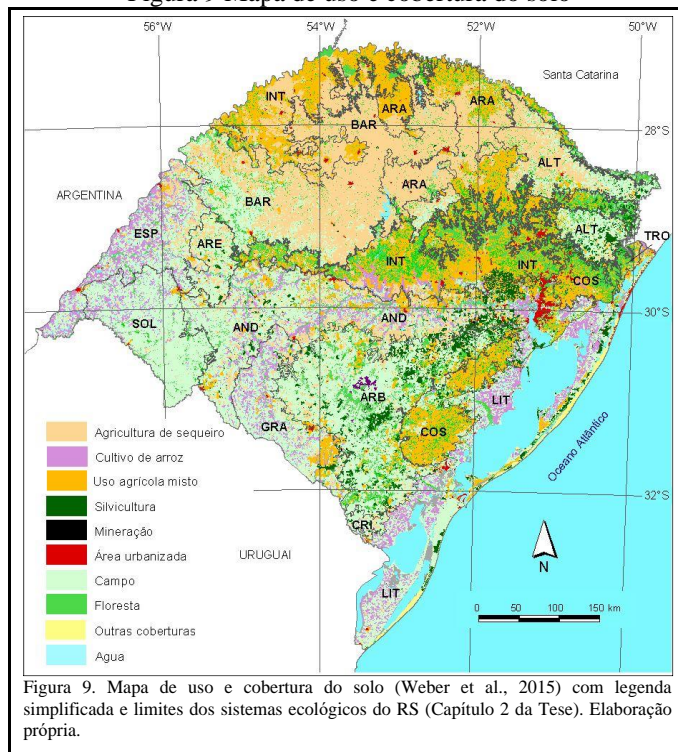 Figura 9 Mapa de uso e cobertura do solo
56°W 54°W 52°W 50°W
Santa Catarina
INT
ARA
ARA
BAR
28°S
ALT
ARA
ARGENTINA
BAR
ALT
ESP
TRO
ARE
INT
INT
COS
SOL
AND
AND
30°S
ARB
LIT
GRA
COS
Oceano Atlântico
32°S
CRI
URUGUAI
LIT
N
Agricultura de sequeiro
Cultivo de arroz
Uso agrícola misto
Silvicultura
Mineração
Área urbanizada
Campo
Floresta
Outras coberturas
Agua
0 50 100 150 km
Figura 9. Mapa de uso e cobertura do solo (Weber et al., 2015) com legenda
simplificada e limites dos sistemas ecológicos do RS (Capítulo 2 da Tese). Elaboração
própria.